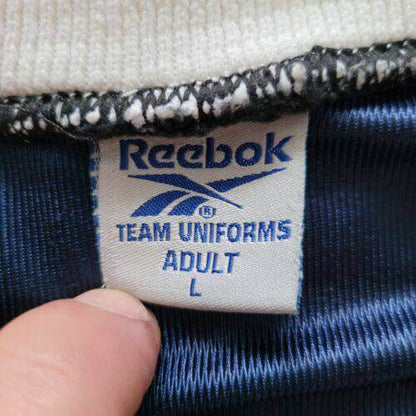 Reebok
®
TEAM UNIFORMS
ADULT
L